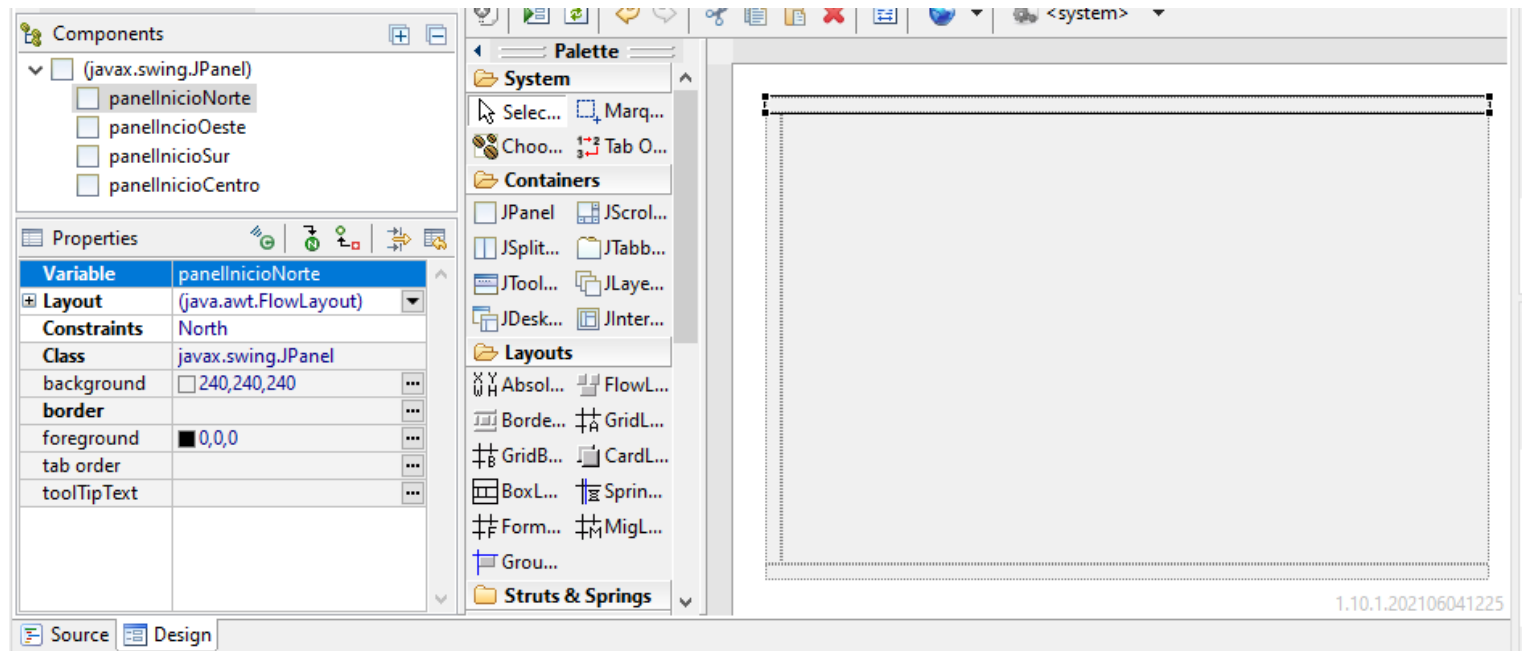 <system>
Components
(javax.swing.JPanel)
panelInicioNorte
panelIncioOeste
panelInicioSur
panelInicioCentro
Properties
Variable panelInicioNorte
Layout (java.awt.FlowLayout)
Constraints North
Class javax.swing.JPanel
background 240,240,240
border
foreground 0,0,0
tab order
toolTipText
Palette
System
Selec... Marq...
Choo... Tab O...
Containers
JPanel JScrol...
JSplit... JTabb...
JTool... JLaye...
JDesk... JInter...
Layouts
Absol... FlowL...
Borde... GridL...
GridB... CardL...
BoxL... Sprin...
Form... MigL...
Grou...
Struts & Springs
1.10.1.202106041225
Source Design